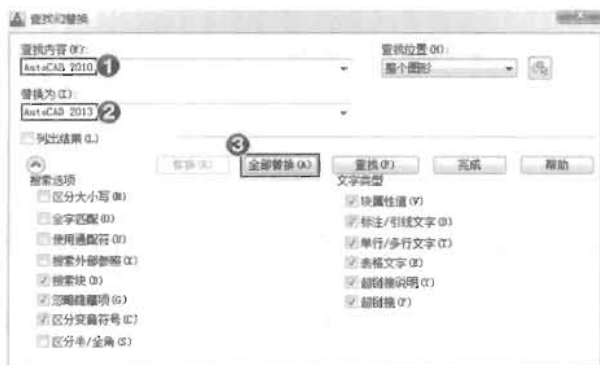 查找和替换
查找内容(W): 查找位置(H):
AutoCAD 2010 1 整个图形
替换为(I):
AutoCAD 2013 2
列出结果(L)
3
替换(R) 全部替换(A) 查找(F) 完成 帮助
搜索选项 文字类型
区分大小写(M) 块属性值(V)
全字匹配(O) 标注/引线文字(D)
使用通配符(U) 单行/多行文字(T)
搜索外部参照(X) 表格文字(E)
搜索块(B) 超链接说明(C)
忽略隐藏项(G) 超链接(P)
区分变音符号(C)
区分半/全角(S)